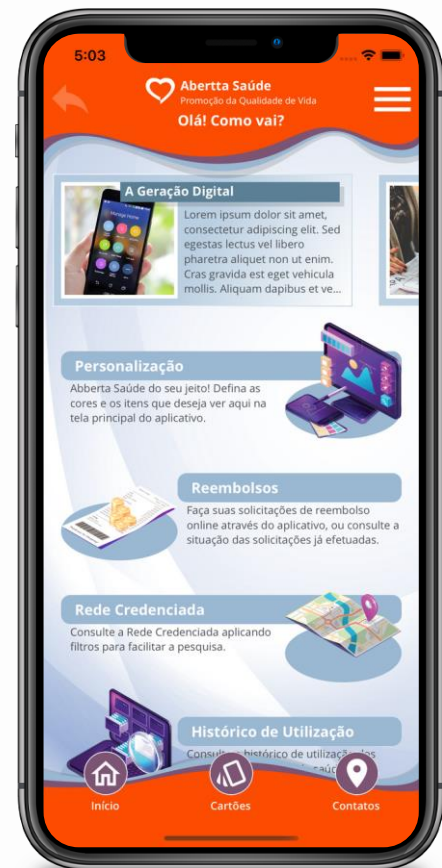 5:03
Abertta Saúde
Promoção da Qualidade de Vida
Olá! Como vai?
A Geração Digital
Lorem ipsum dolor sit amet,
consectetur adipiscing elit. Sed
egestas lectus vel libero
pharetra aliquet non ut enim.
Cras gravida est eget vehicula
mollis. Aliquam dapibus et ve...
Personalização
Abberta Saúde do seu jeito! Defina as
cores e os itens que deseja ver aqui na
tela principal do aplicativo.
Reembolsos
Faça suas solicitações de reembolso
online através do aplicativo, ou consulte a
situação das solicitações já efetuadas.
Rede Credenciada
Consulte a Rede Credenciada aplicando
filtros para facilitar a pesquisa.
Histórico de Utilização
histórico de utilização
Início
Cartões
Contatos